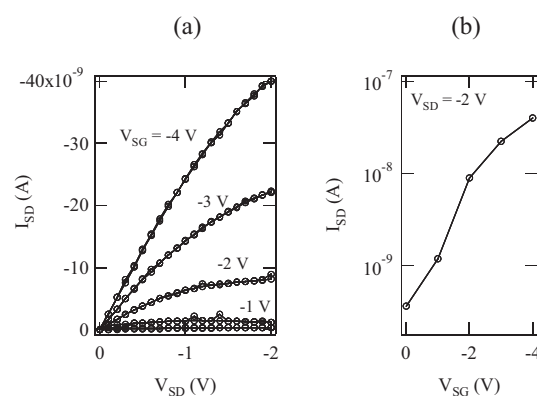 (a)
(b)
-40x10⁻⁹
-30
-20
-10
0
I_SD (A)
V_SG = -4 V
-3 V
-2 V
-1 V
0
-1
-2
V_SD (V)
10⁻⁷
10⁻⁸
10⁻⁹
I_SD (A)
V_SD = -2 V
0
-2
-4
V_SG (V)